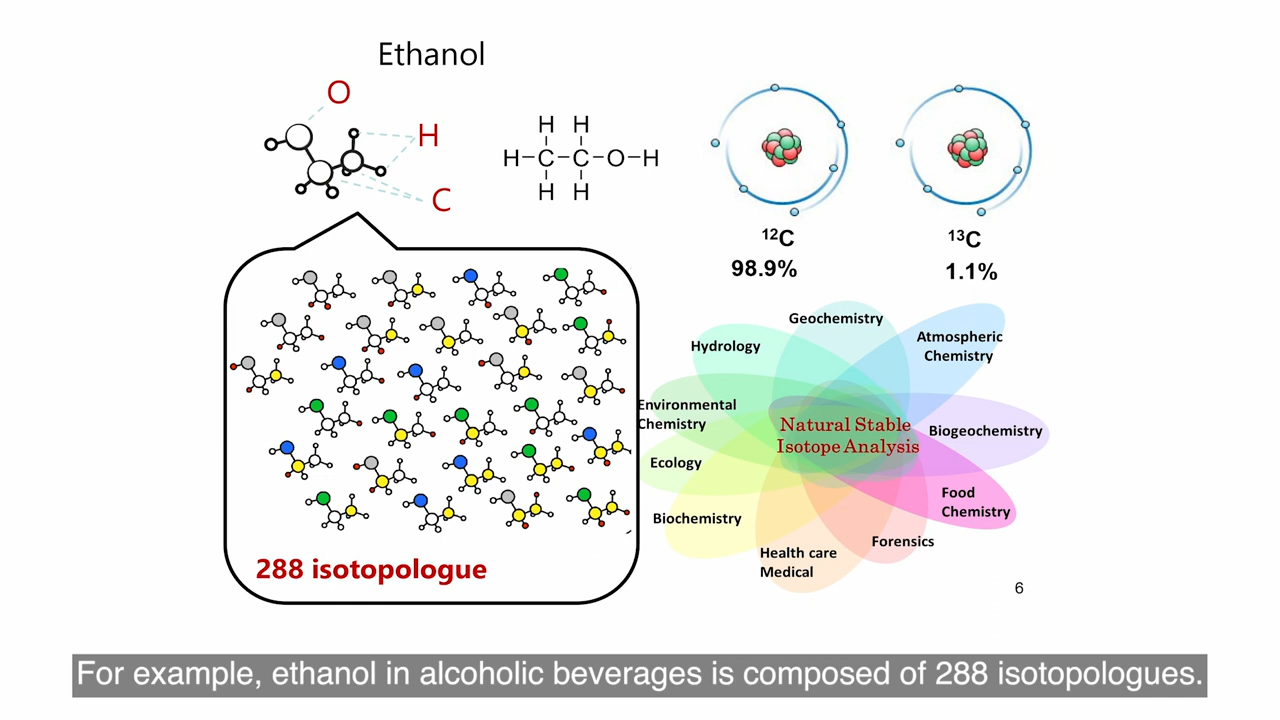 Ethanol
O
H
C
H H
H-C-C-O-H
H H
¹²C
98.9%
¹³C
1.1%
288 isotopologue
Geochemistry
Atmospheric
Chemistry
Hydrology
Environmental
Chemistry
Natural Stable
Isotope Analysis
Biogeochemistry
Ecology
Food
Chemistry
Biochemistry
Forensics
Health care
Medical
6
For example, ethanol in alcoholic beverages is composed of 288 isotopologues.